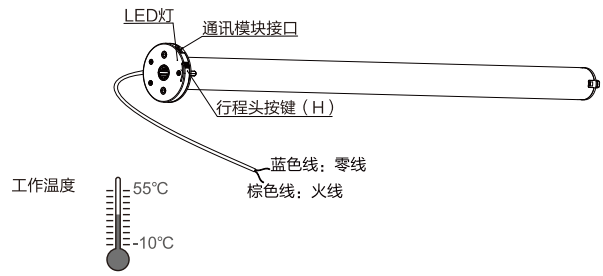 LED灯
通讯模块接口
行程头按键（H）
蓝色线：零线
棕色线：火线
工作温度
55℃
-10℃